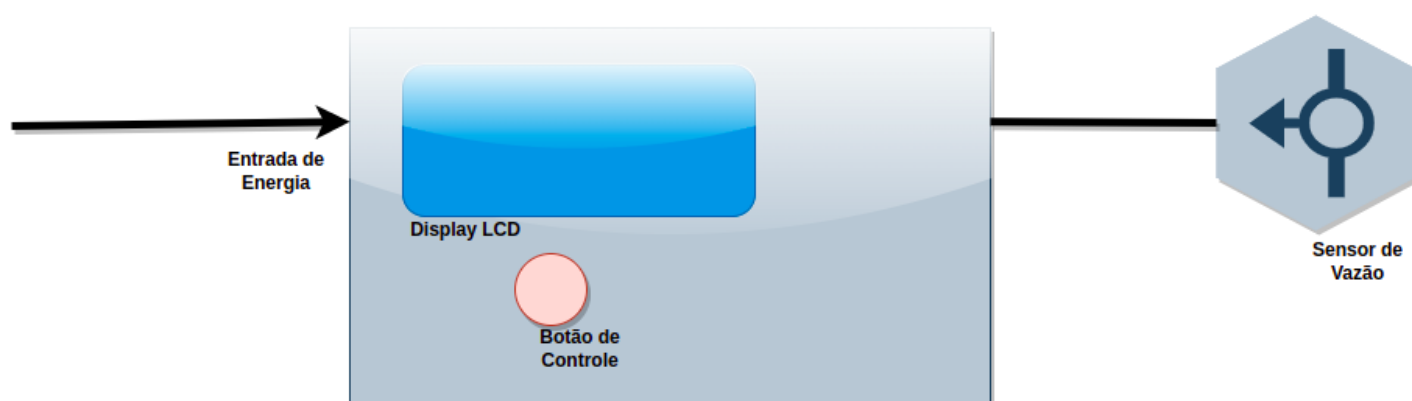 Entrada de
Energia
Display LCD
Botão de
Controle
Sensor de
Vazão